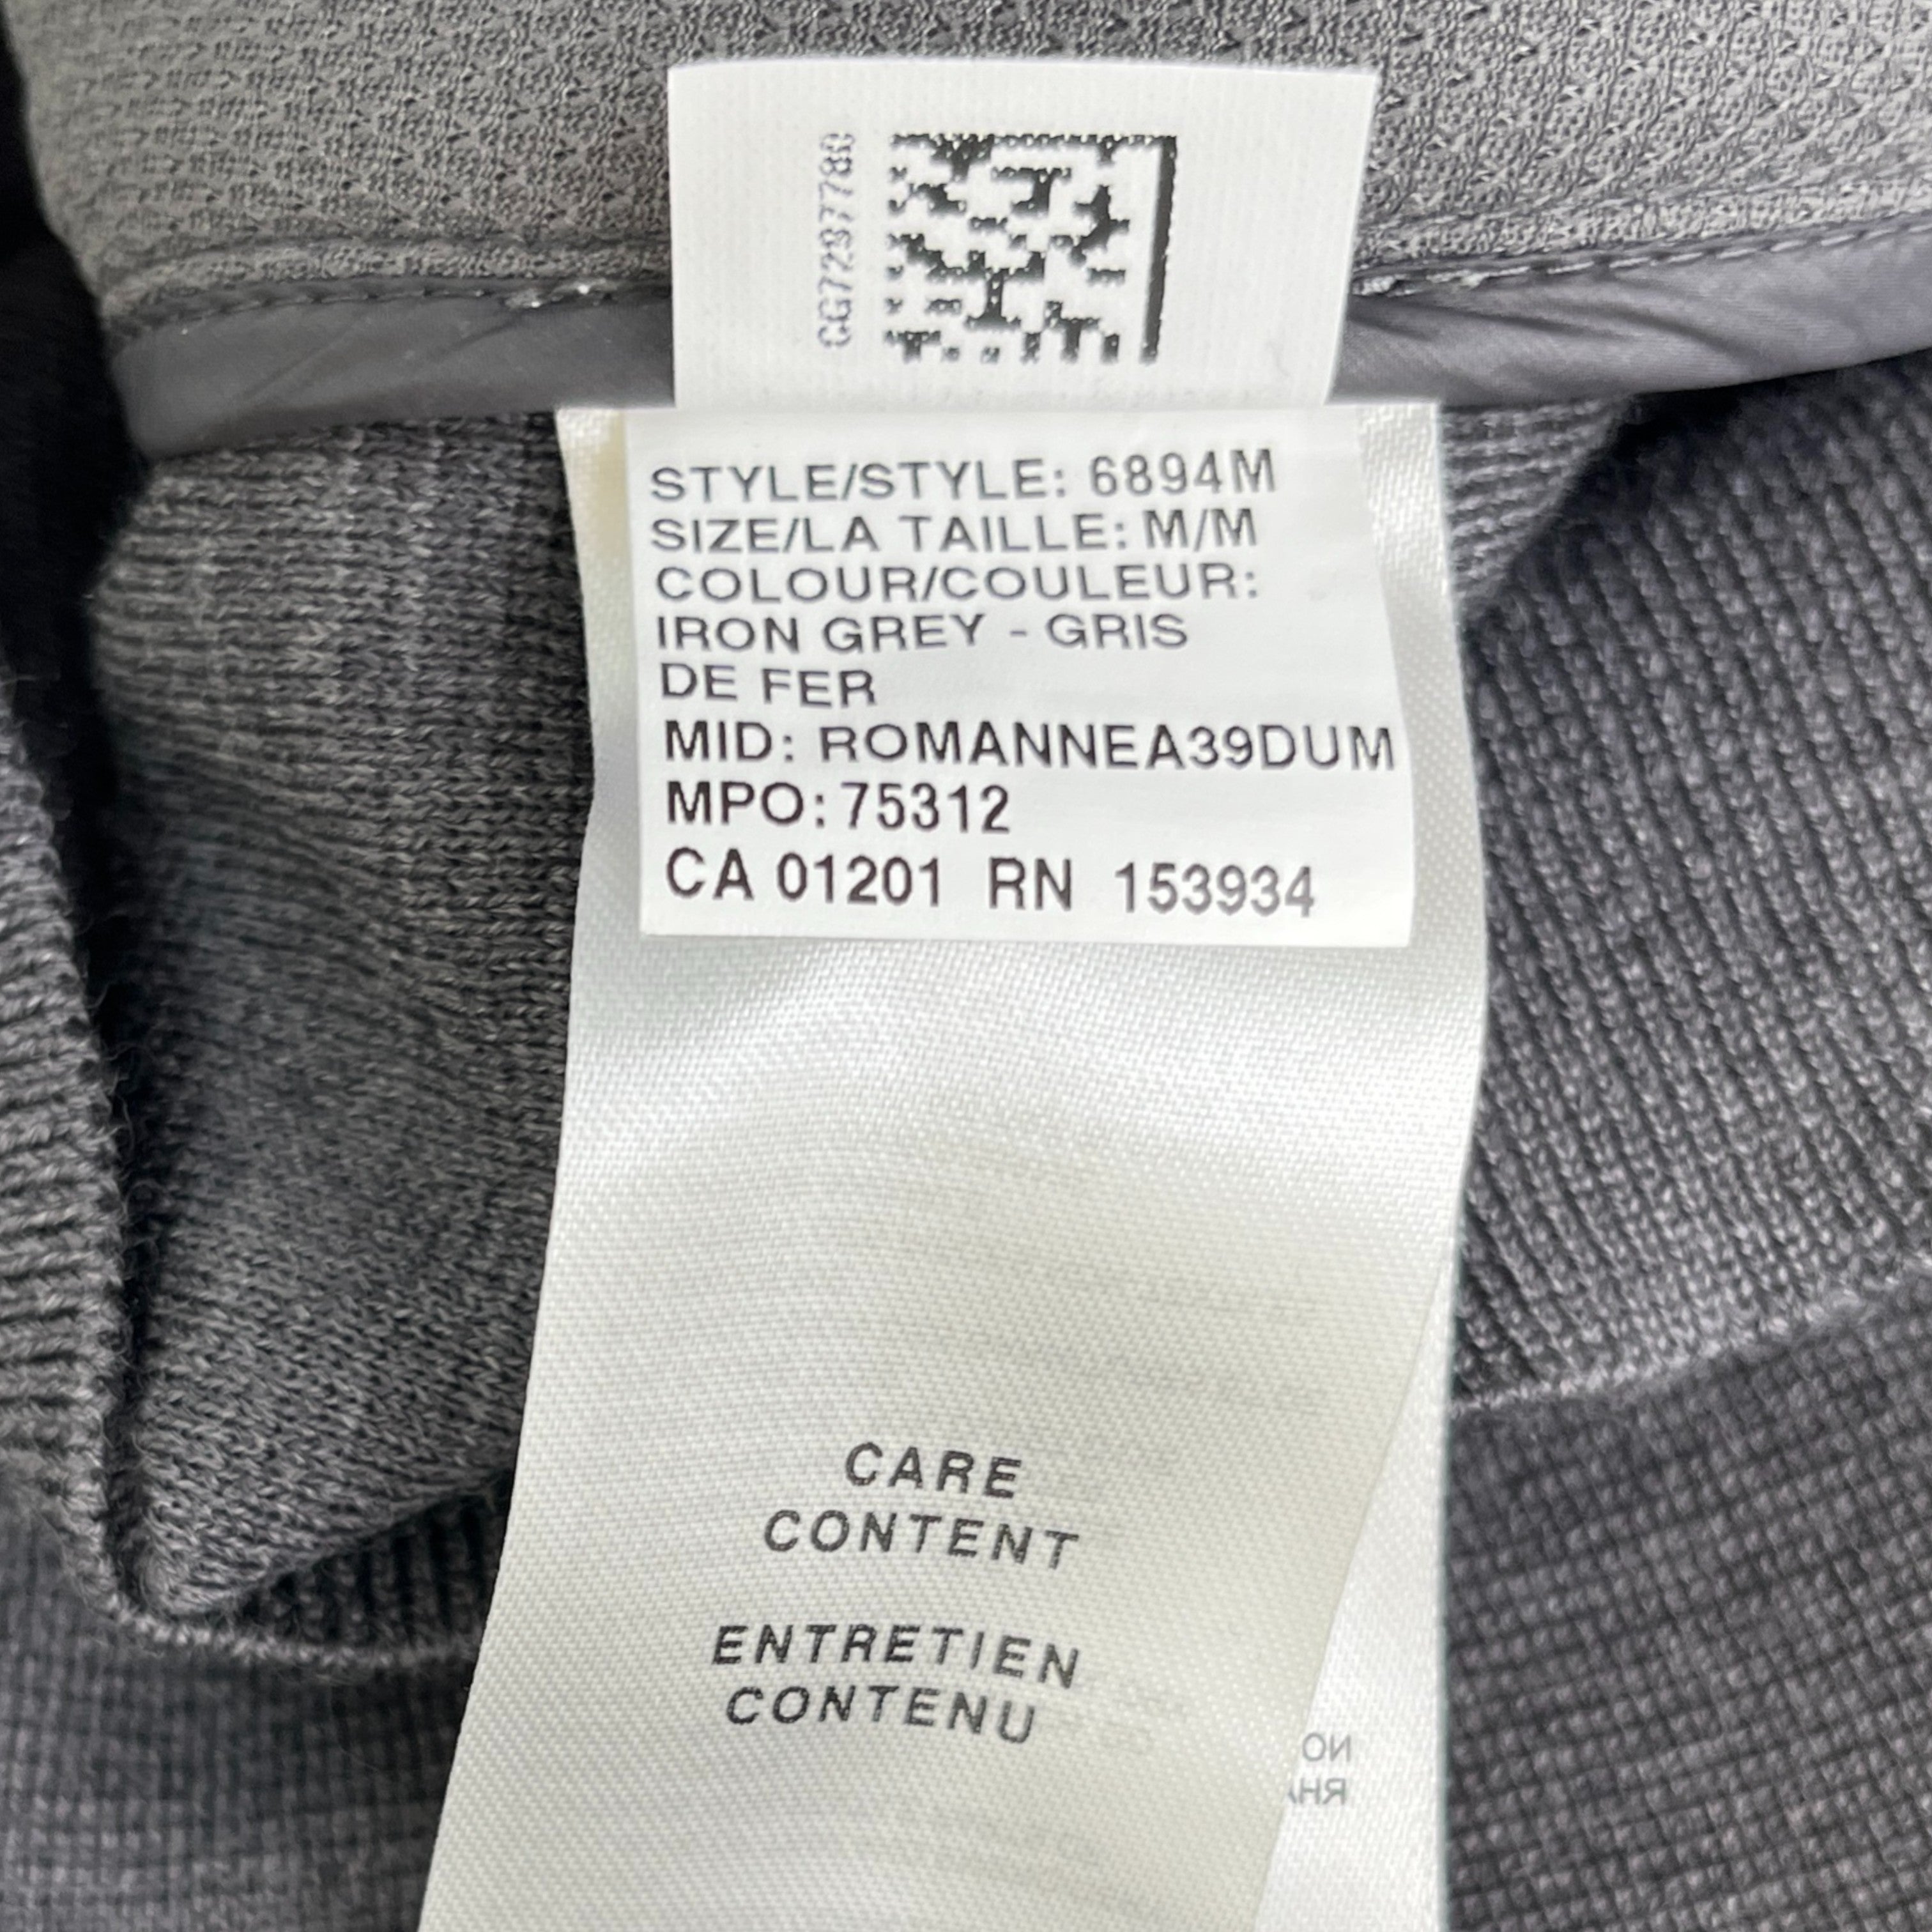 STYLE/STYLE: 6894M
SIZE/LA TAILLE: M/M
COLOUR/COULEUR:
IRON GREY - GRIS
DE FER
MID: ROMANNEA39DUM
MPO: 75312
CA 01201 RN 153934
CARE
CONTENT
ENTRETIEN
CONTENU